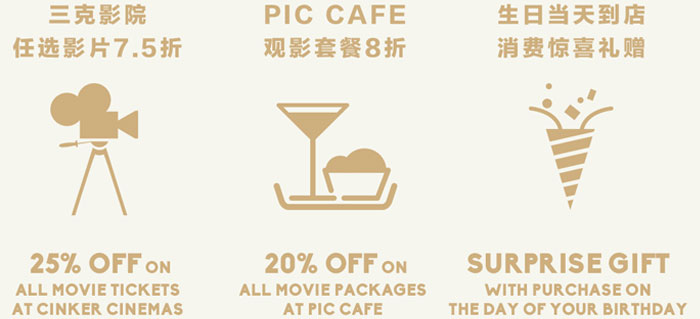 三克影院
任选影片7.5折
PIC CAFE
观影套餐8折
生日当天到店
消费惊喜礼赠
25% OFF ON
ALL MOVIE TICKETS
AT CINKER CINEMAS
20% OFF ON
ALL MOVIE PACKAGES
AT PIC CAFE
SURPRISE GIFT
WITH PURCHASE ON
THE DAY OF YOUR BIRTHDAY